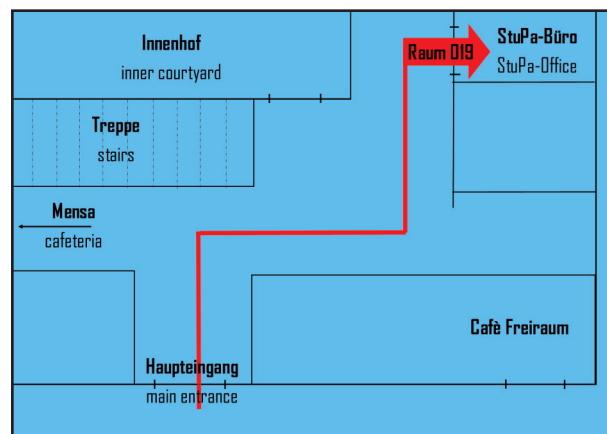 Innenhof
inner courtyard
Raum 019
StuPa-Büro
StuPa-Office
Treppe
stairs
Mensa
cafeteria
Cafè Freiraum
Haupteingang
main entrance